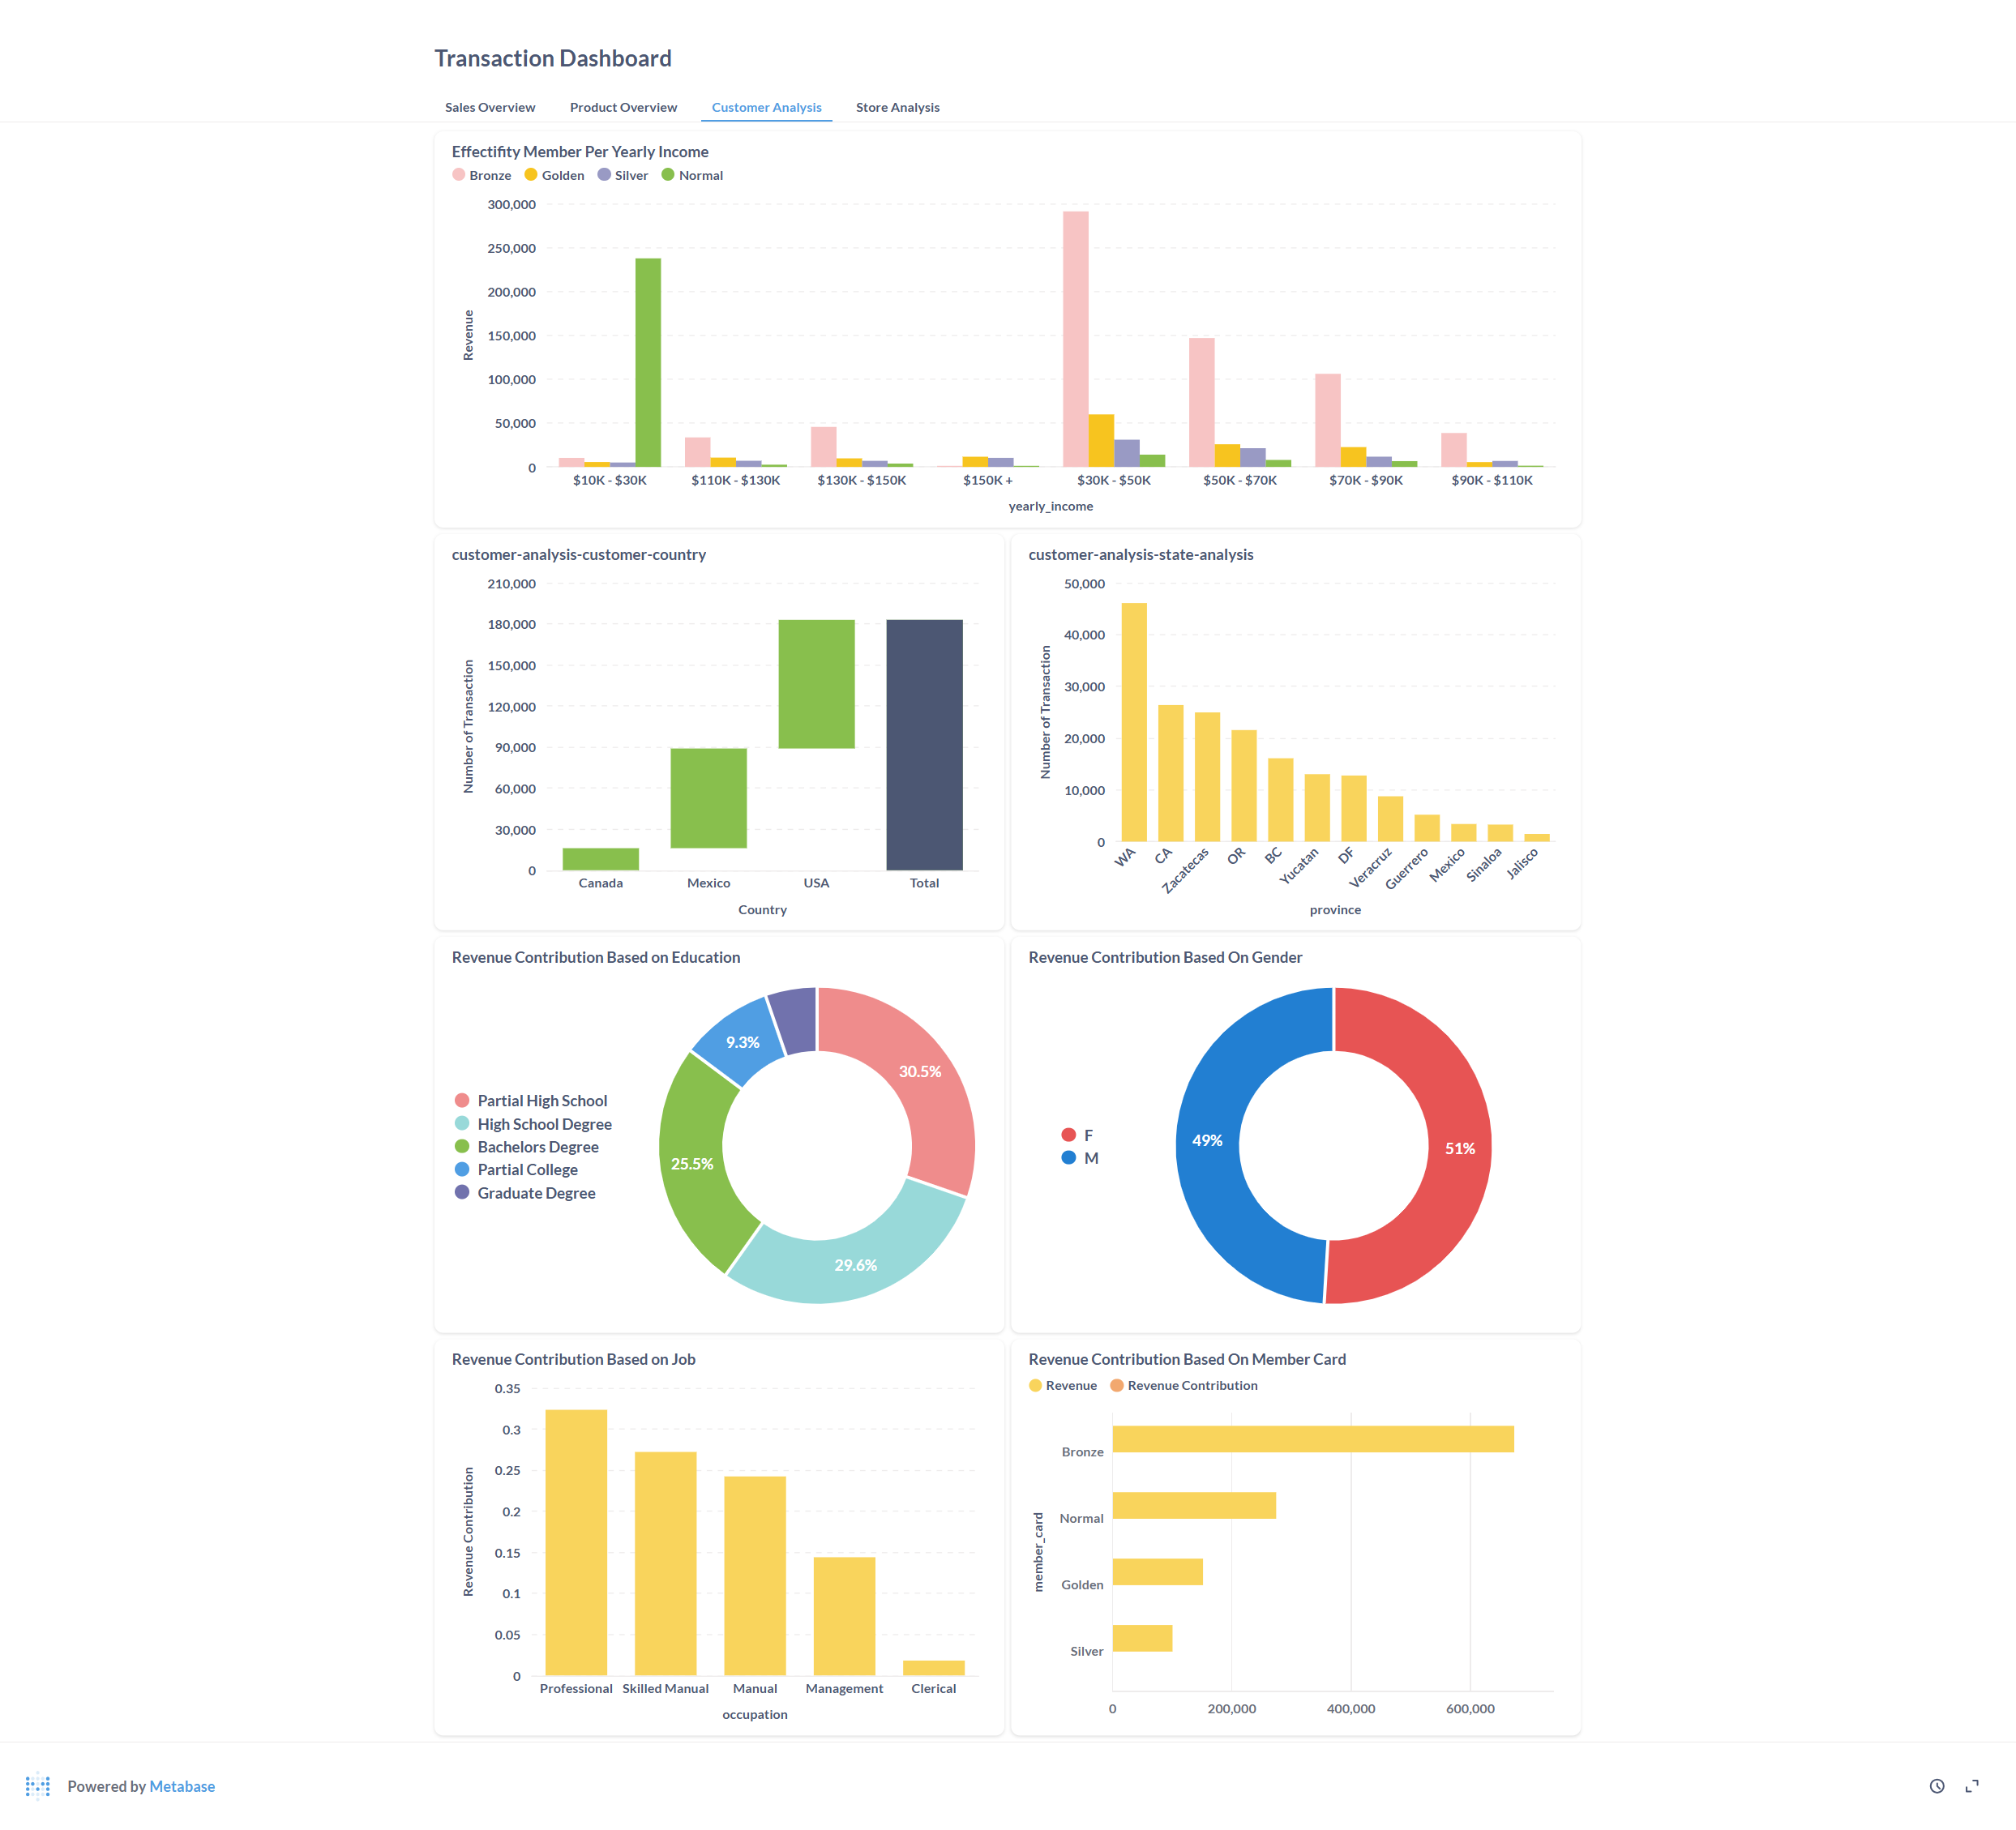 Transaction Dashboard
Sales Overview Product Overview Customer Analysis Store Analysis
Effectifity Member Per Yearly Income
Bronze Golden Silver Normal
300,000
250,000
200,000
150,000
100,000
50,000
0
Revenue
$10K - $30K $110K - $130K $130K - $150K $150K + $30K - $50K $50K - $70K $70K - $90K $90K - $110K
yearly_income
customer-analysis-customer-country
210,000
180,000
150,000
120,000
90,000
60,000
30,000
0
Number of Transaction
Canada Mexico USA Total
Country
customer-analysis-state-analysis
50,000
40,000
30,000
20,000
10,000
0
Number of Transaction
WA CA Zacatecas OR BC Yucatan DF Veracruz Guerrero Mexico Sinaloa Jalisco
province
Revenue Contribution Based on Education
Partial High School
High School Degree
Bachelors Degree
Partial College
Graduate Degree
9.3%
30.5%
25.5%
29.6%
Revenue Contribution Based On Gender
F
M
49%
51%
Revenue Contribution Based on Job
0.35
0.3
0.25
0.2
0.15
0.1
0.05
0
Revenue Contribution
Professional Skilled Manual Manual Management Clerical
occupation
Revenue Contribution Based On Member Card
Revenue Revenue Contribution
Bronze
Normal
Golden
Silver
member_card
0 200,000 400,000 600,000
Powered by Metabase